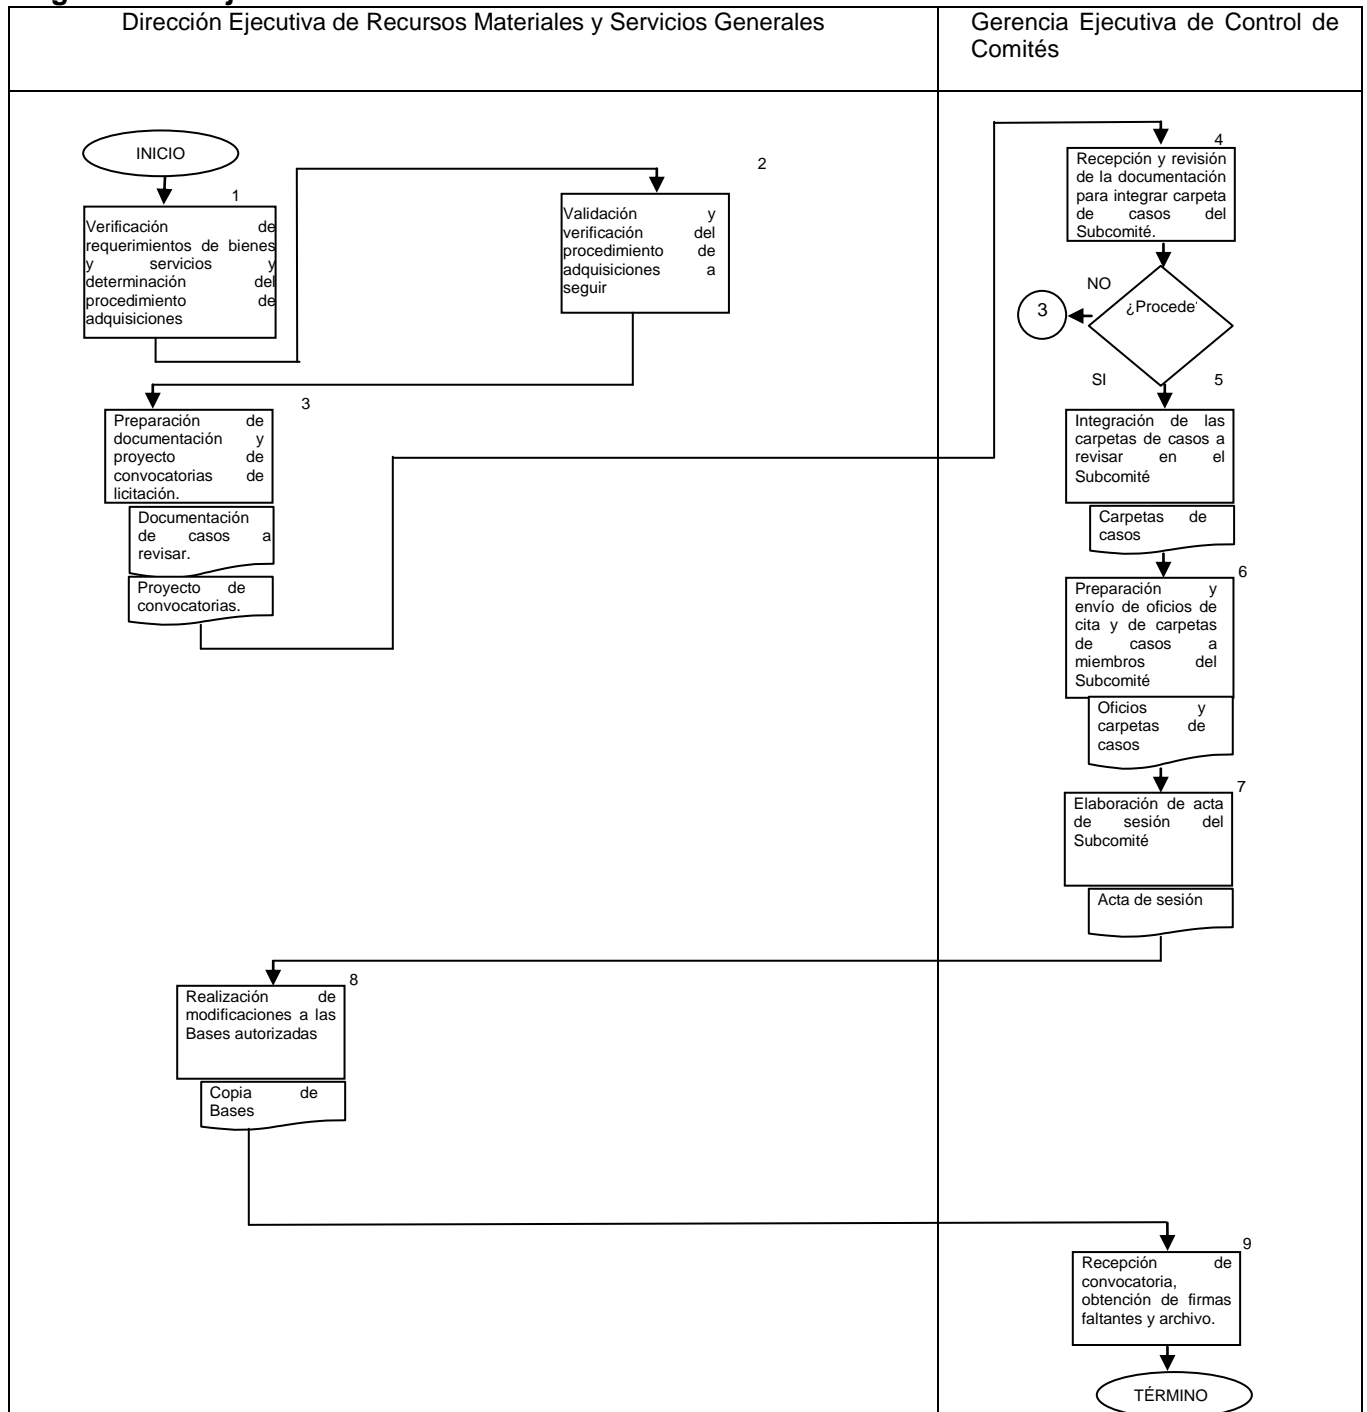 Dirección Ejecutiva de Recursos Materiales y Servicios Generales
Gerencia Ejecutiva de Control de
Comités
INICIO
1
Verificación de
requerimientos de bienes
y servicios y
determinación del
procedimiento de
adquisiciones
2
Validación y
verificación del
procedimiento de
adquisiciones a
seguir
3
Preparación de
documentación y
proyecto de
convocatorias de
licitación.
Documentación
de casos a
revisar.
Proyecto de
convocatorias.
4
Recepción y revisión
de la documentación
para integrar carpeta
de casos del
Subcomité.
¿Procede?
NO
3
SI
5
Integración de las
carpetas de casos a
revisar en el
Subcomité
Carpetas de
casos
6
Preparación y
envío de oficios de
cita y de carpetas
de casos a
miembros del
Subcomité
Oficios y
carpetas de
casos
7
Elaboración de acta
de sesión del
Subcomité
Acta de sesión
8
Realización de
modificaciones a las
Bases autorizadas
Copia de
Bases
9
Recepción de
convocatoria,
obtención de firmas
faltantes y archivo.
TÉRMINO